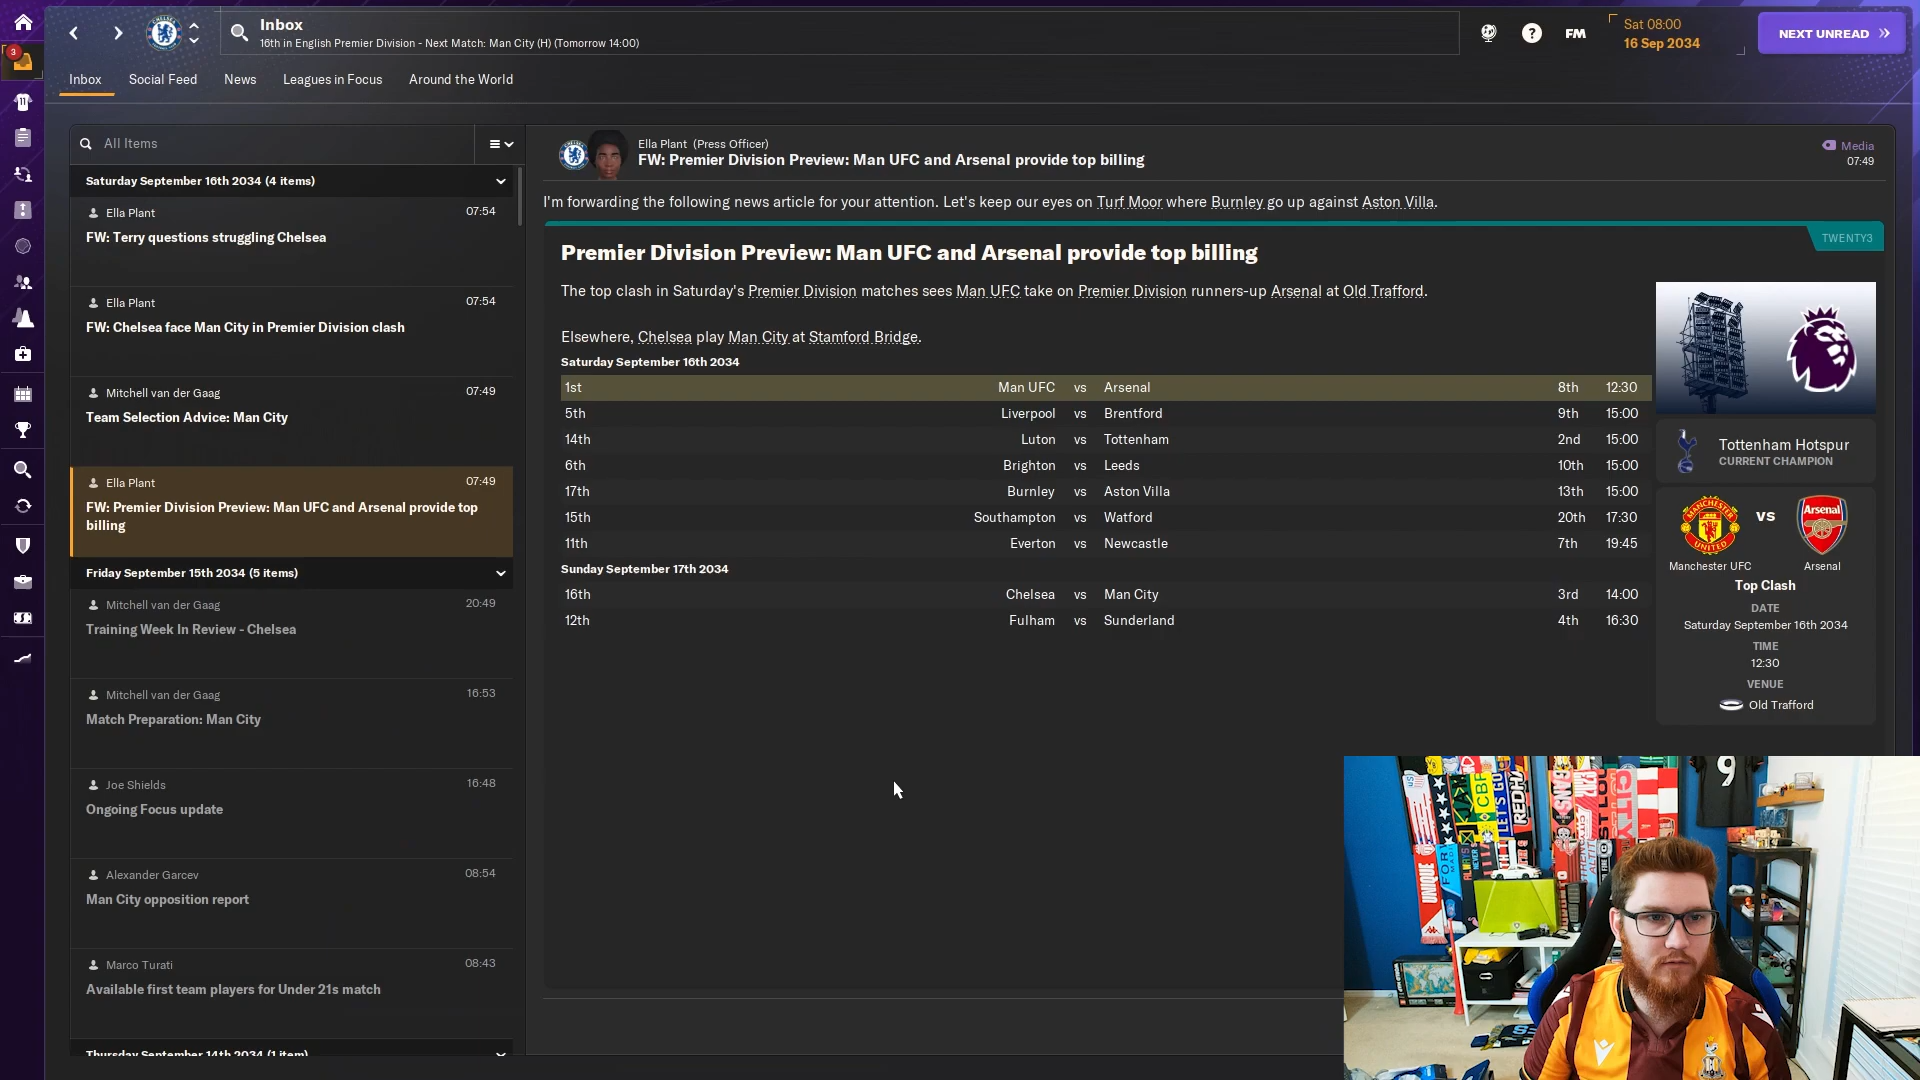 Inbox
16th in English Premier Division - Next Match: Man City (H) (Tomorrow 14:00)
FM
Sat 08:00
16 Sep 2034
NEXT UNREAD
3
Inbox
Social Feed
News
Leagues in Focus
Around the World
All Items
Saturday September 16th 2034 (4 items)
Ella Plant 07:54
FW: Terry questions struggling Chelsea
Ella Plant 07:54
FW: Chelsea face Man City in Premier Division clash
Mitchell van der Gaag 07:49
Team Selection Advice: Man City
Ella Plant 07:49
FW: Premier Division Preview: Man UFC and Arsenal provide top
billing
Friday September 15th 2034 (5 items)
Mitchell van der Gaag 20:49
Training Week In Review - Chelsea
Mitchell van der Gaag 16:53
Match Preparation: Man City
Joe Shields 16:48
Ongoing Focus update
Alexander Garcev 08:54
Man City opposition report
Marco Turati 08:43
Available first team players for Under 21s match
Thursday September 14th 2034 (1 item)
Ella Plant (Press Officer)
FW: Premier Division Preview: Man UFC and Arsenal provide top billing
Media
07:49
I'm forwarding the following news article for your attention. Let's keep our eyes on Turf Moor where Burnley go up against Aston Villa.
TWENTY3
Premier Division Preview: Man UFC and Arsenal provide top billing
The top clash in Saturday's Premier Division matches sees Man UFC take on Premier Division runners-up Arsenal at Old Trafford.
Elsewhere, Chelsea play Man City at Stamford Bridge.
Saturday September 16th 2034
1st Man UFC vs Arsenal 8th 12:30
5th Liverpool vs Brentford 9th 15:00
14th Luton vs Tottenham 2nd 15:00
6th Brighton vs Leeds 10th 15:00
17th Burnley vs Aston Villa 13th 15:00
15th Southampton vs Watford 20th 17:30
11th Everton vs Newcastle 7th 19:45
Sunday September 17th 2034
16th Chelsea vs Man City 3rd 14:00
12th Fulham vs Sunderland 4th 16:30
Tottenham Hotspur
CURRENT CHAMPION
VS
Arsenal
Manchester UFC
Arsenal
Top Clash
DATE
Saturday September 16th 2034
TIME
12:30
VENUE
Old Trafford
9
CBF
LET'S GO
REDH
CITY